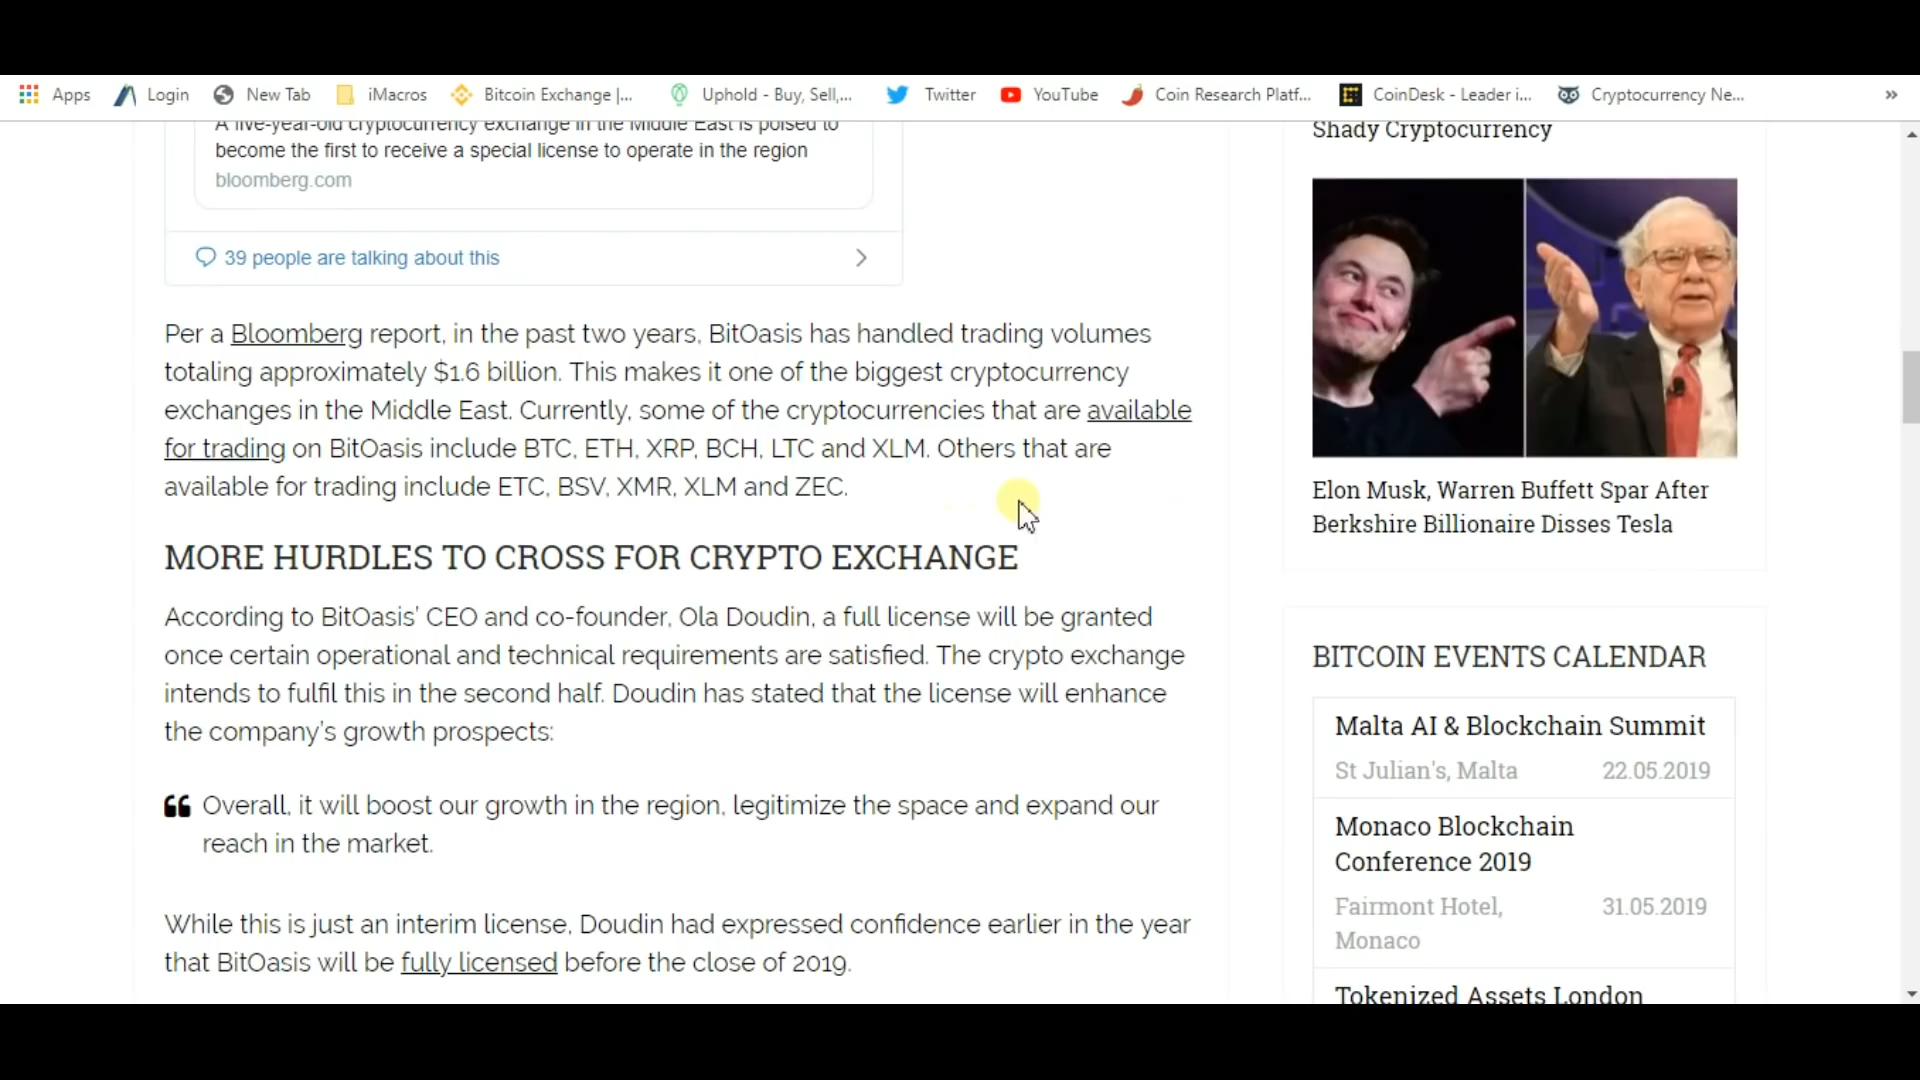 Apps Login New Tab iMacros Bitcoin Exchange |... Uphold - Buy, Sell,... Twitter YouTube Coin Research Platf... CoinDesk - Leader i... Cryptocurrency Ne... »
A five-year-old cryptocurrency exchange in the Middle East is poised to
become the first to receive a special license to operate in the region
bloomberg.com
39 people are talking about this
Per a Bloomberg report, in the past two years, BitOasis has handled trading volumes
totaling approximately $1.6 billion. This makes it one of the biggest cryptocurrency
exchanges in the Middle East. Currently, some of the cryptocurrencies that are available
for trading on BitOasis include BTC, ETH, XRP, BCH, LTC and XLM. Others that are
available for trading include ETC, BSV, XMR, XLM and ZEC.
MORE HURDLES TO CROSS FOR CRYPTO EXCHANGE
According to BitOasis’ CEO and co-founder, Ola Doudin, a full license will be granted
once certain operational and technical requirements are satisfied. The crypto exchange
intends to fulfil this in the second half. Doudin has stated that the license will enhance
the company’s growth prospects:
“ Overall, it will boost our growth in the region, legitimize the space and expand our
reach in the market.
While this is just an interim license, Doudin had expressed confidence earlier in the year
that BitOasis will be fully licensed before the close of 2019.
Shady Cryptocurrency
Elon Musk, Warren Buffett Spar After
Berkshire Billionaire Disses Tesla
BITCOIN EVENTS CALENDAR
Malta AI & Blockchain Summit
St Julian's, Malta 22.05.2019
Monaco Blockchain
Conference 2019
Fairmont Hotel, 31.05.2019
Monaco
Tokenized Assets London